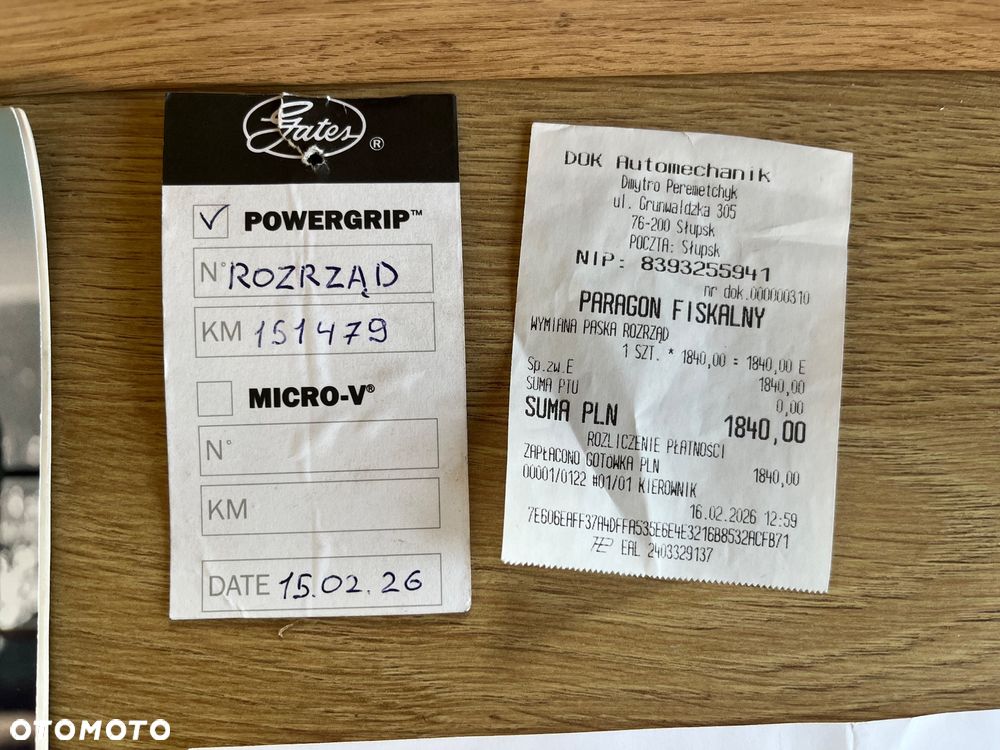 Gates ®
✓ POWERGRIP™
N° ROZRZĄD
KM 151479
MICRO-V®
N°
KM
DATE 15.02.26
DOK Automechanik
Dmytro Peremetchyk
ul. Grunwaldzka 305
76-200 Słupsk
POCZTA: Słupsk
NIP: 8393255941
nr dok.000000310
PARAGON FISKALNY
WYMIANA PASKA ROZRZĄD
1 SZT. * 1840,00 = 1840,00 E
Sp.zw.E 1840,00
SUMA PTU 0,00
SUMA PLN 1840,00
ROZLICZENIE PŁATNOŚCI
ZAPŁACONO GOTÓWKA PLN 1840,00
00001/0122 #01/01 KIEROWNIK
16.02.2026 12:59
7E606EAFF37A4DFFA535E6E4E3216B8532ACFB71
EAL 2403329137
OTOMOTO